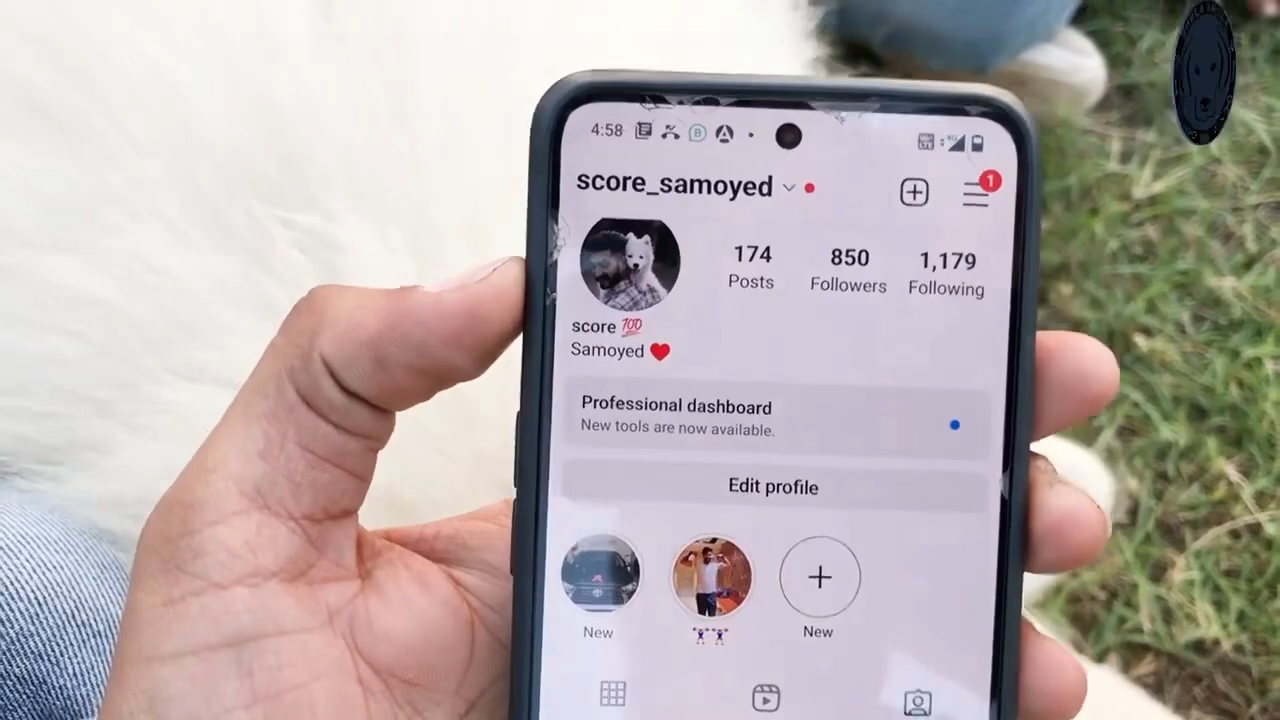 4:58
score_samoyed
1
174 850 1,179
Posts Followers Following
score 💯
Samoyed ❤️
Professional dashboard
New tools are now available.
Edit profile
New 🏋️🏋️ New